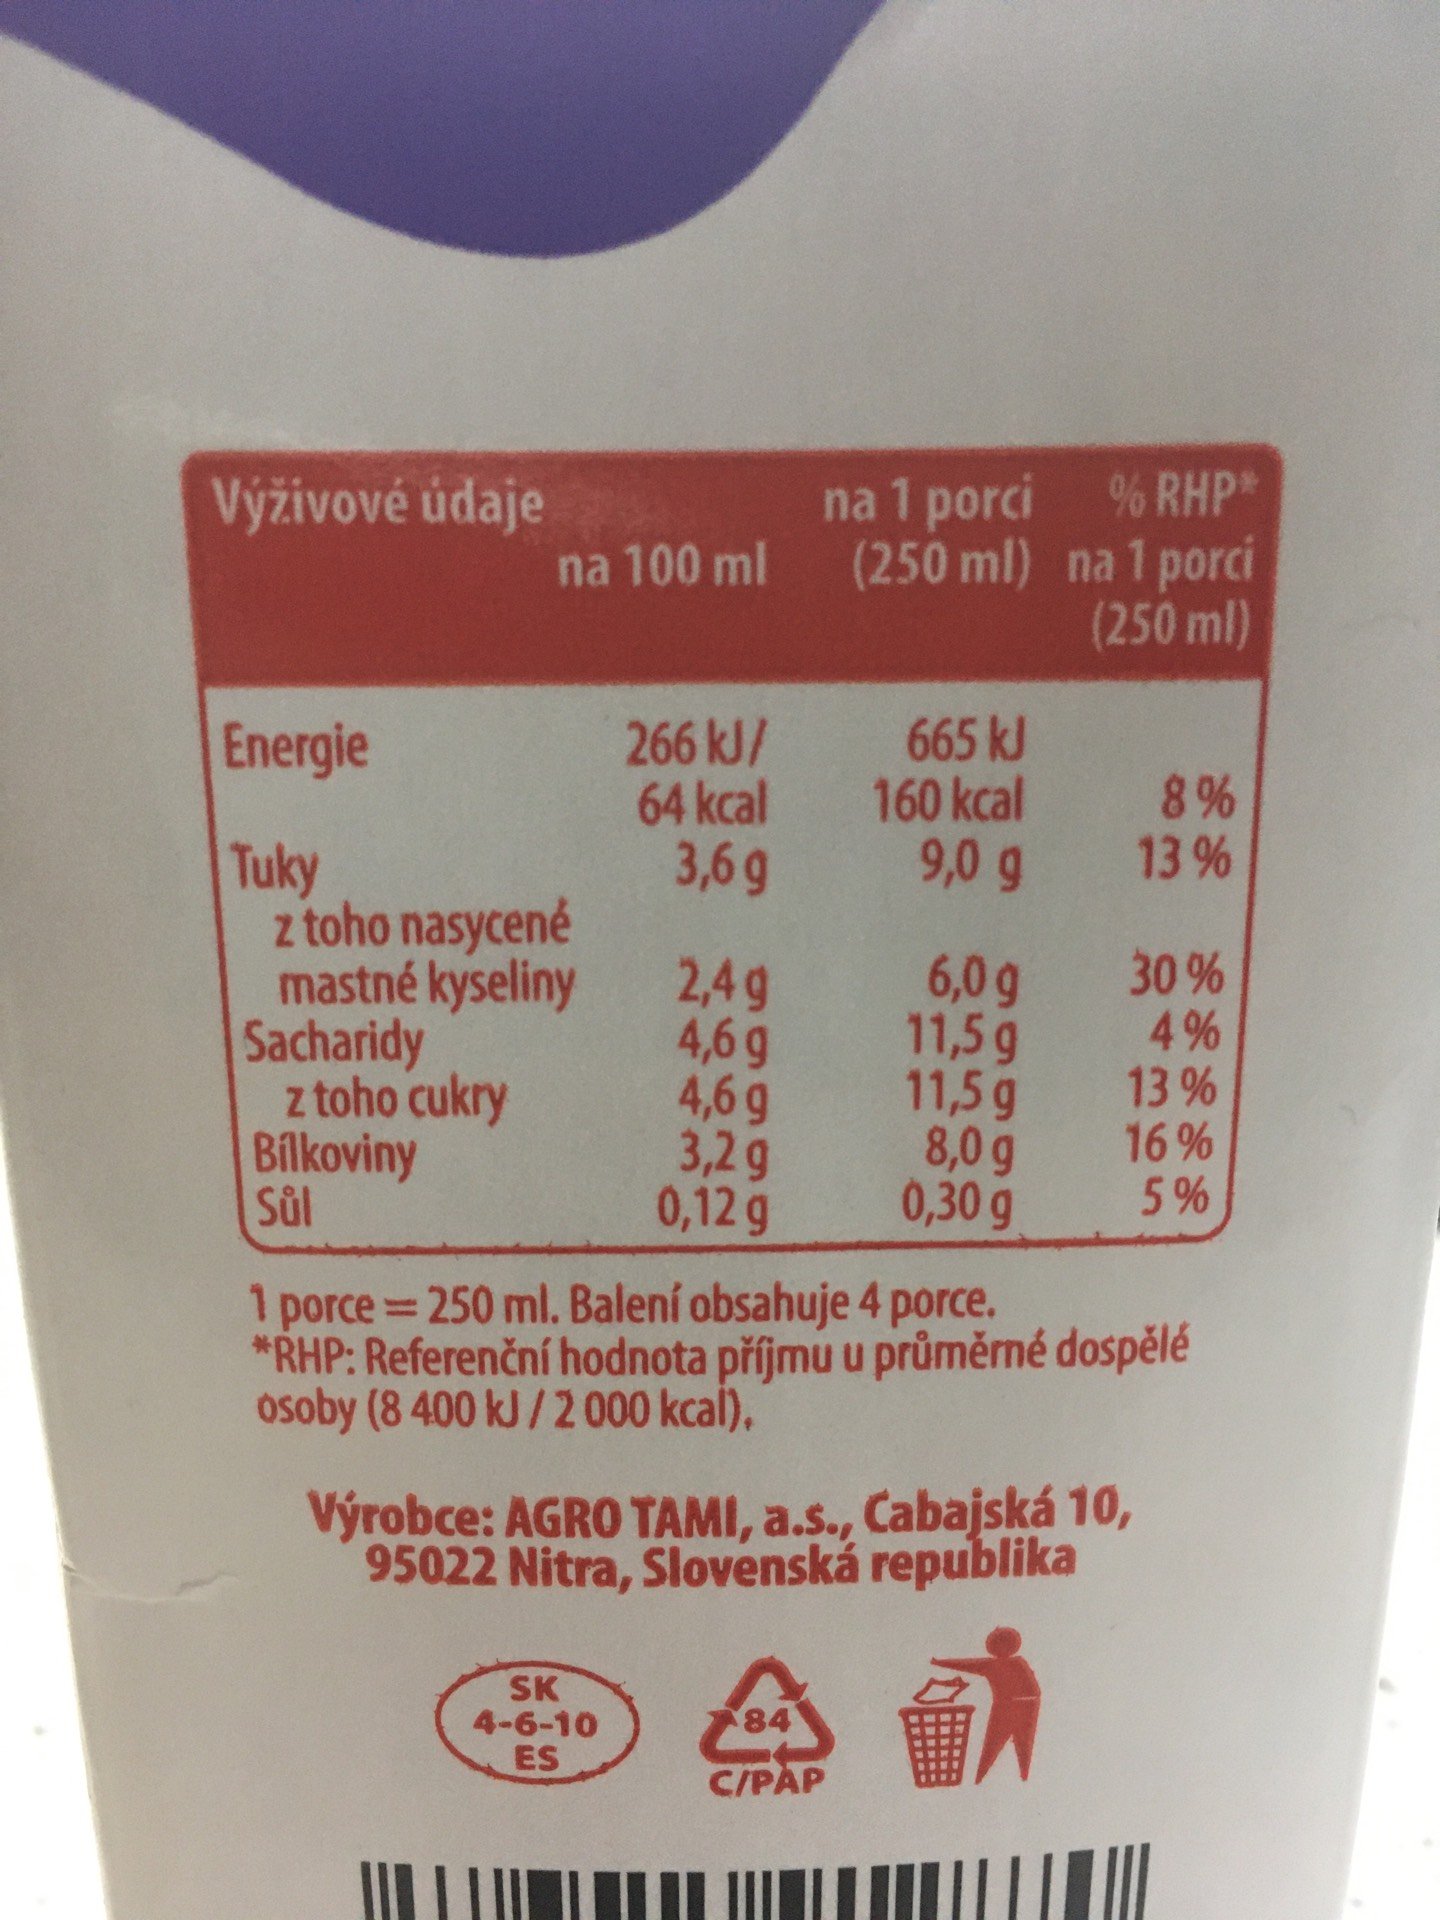 Výživové údaje na 100 ml na 1 porci (250 ml) % RHP* na 1 porci (250 ml)
Energie 266 kJ/ 665 kJ
64 kcal 160 kcal 8 %
Tuky 3,6 g 9,0 g 13 %
z toho nasycené
mastné kyseliny 2,4 g 6,0 g 30 %
Sacharidy 4,6 g 11,5 g 4 %
z toho cukry 4,6 g 11,5 g 13 %
Bílkoviny 3,2 g 8,0 g 16 %
Sůl 0,12 g 0,30 g 5 %
1 porce = 250 ml. Balení obsahuje 4 porce.
*RHP: Referenční hodnota příjmu u průměrné dospělé
osoby (8 400 kJ / 2 000 kcal).
Výrobce: AGRO TAMI, a.s., Cabajská 10,
95022 Nitra, Slovenská republika
SK
4-6-10
ES
84
C/PAP